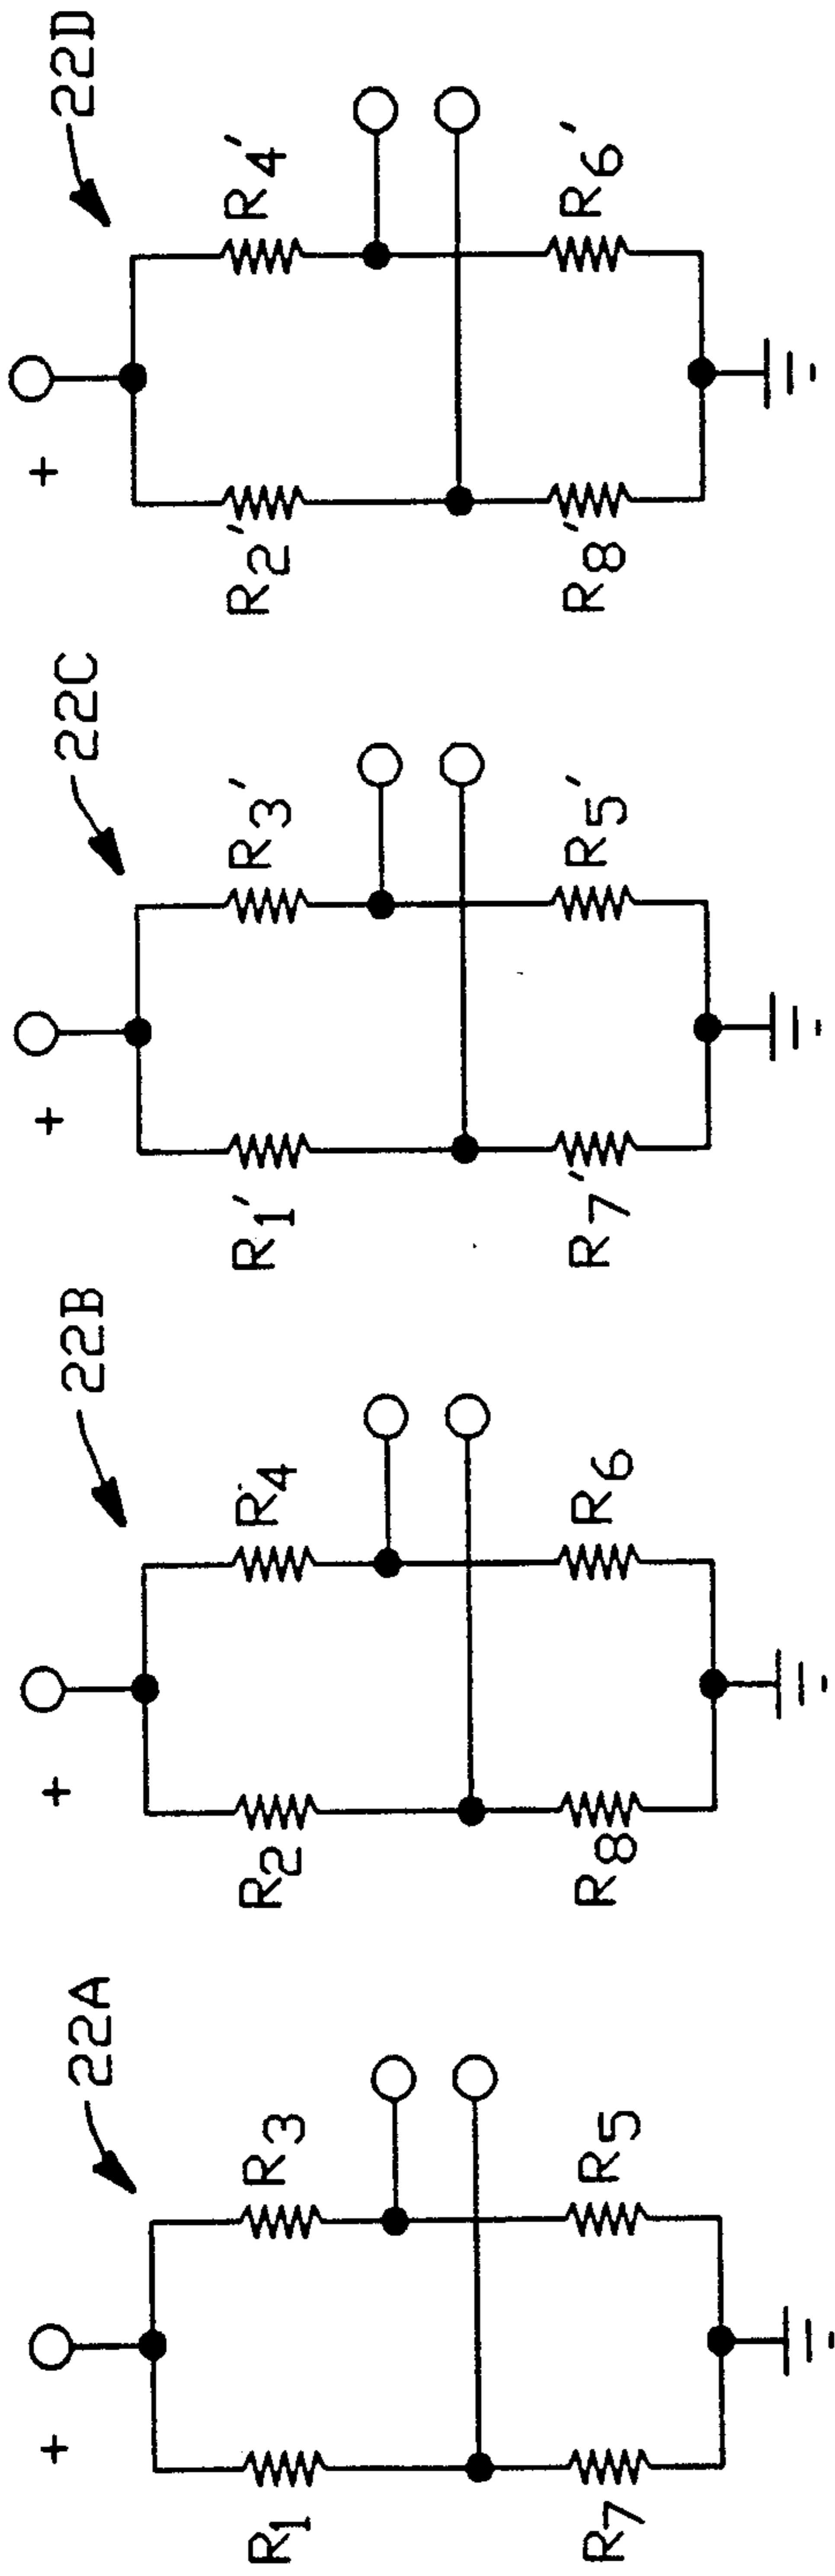 22A
+
R1
R3
R7
R5
22B
+
R2
R4
R8
R6
22C
+
R1'
R3'
R7'
R5'
22D
+
R2'
R4'
R8'
R6'